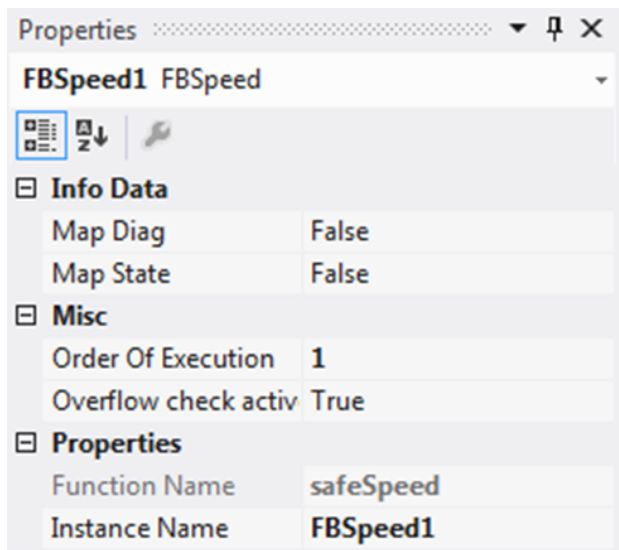 Properties
FBSpeed1 FBSpeed
Info Data
Map Diag False
Map State False
Misc
Order Of Execution 1
Overflow check activ True
Properties
Function Name safeSpeed
Instance Name FBSpeed1